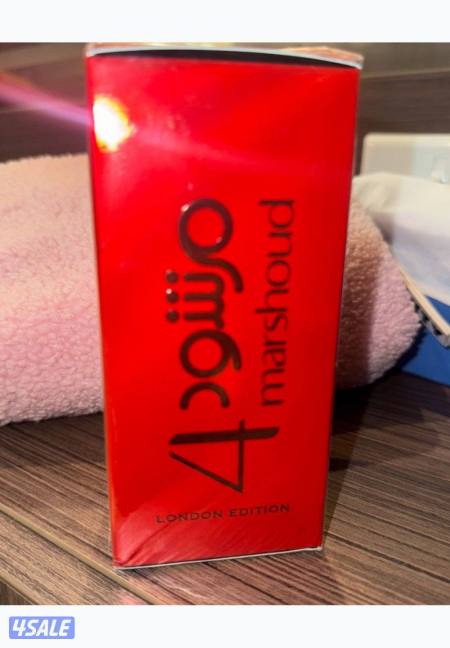 مرشود 4
marshoud
LONDON EDITION
4SALE